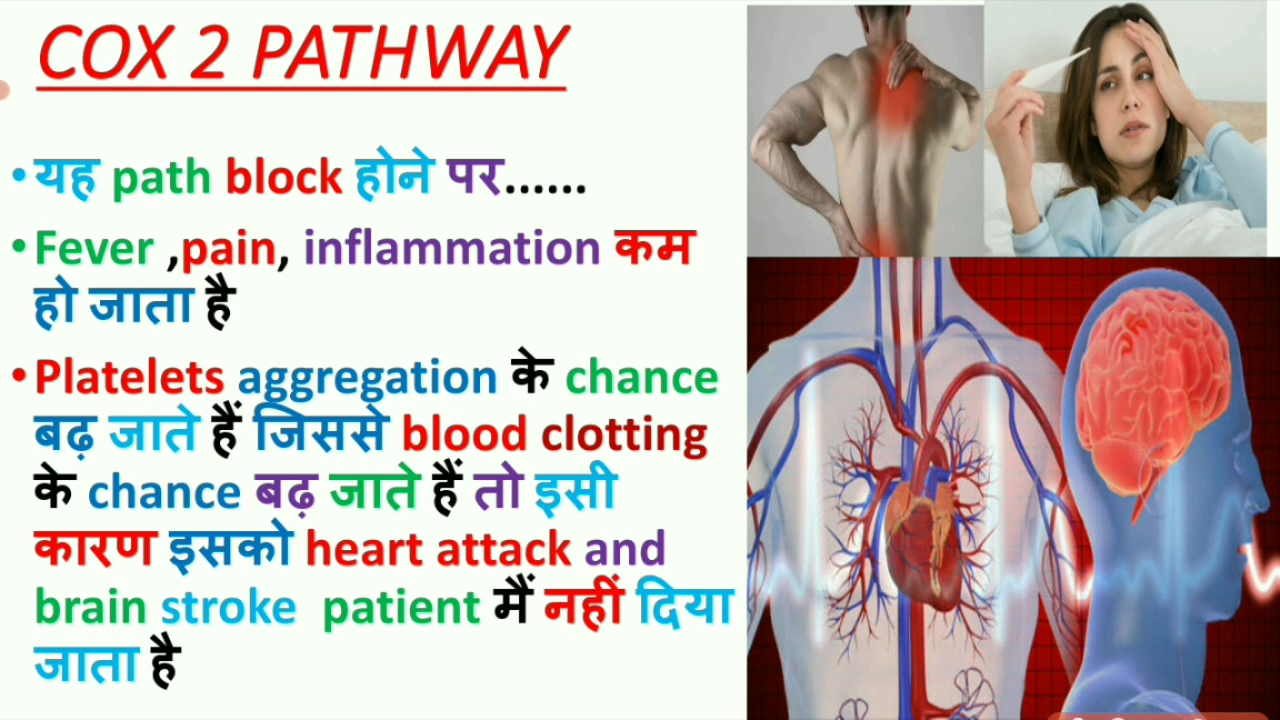 COX 2 PATHWAY
•यह path block होने पर......
•Fever ,pain, inflammation कम
हो जाता है
•Platelets aggregation के chance
बढ़ जाते हैं जिससे blood clotting
के chance बढ़ जाते हैं तो इसी
कारण इसको heart attack and
brain stroke patient मैं नहीं दिया
जाता है